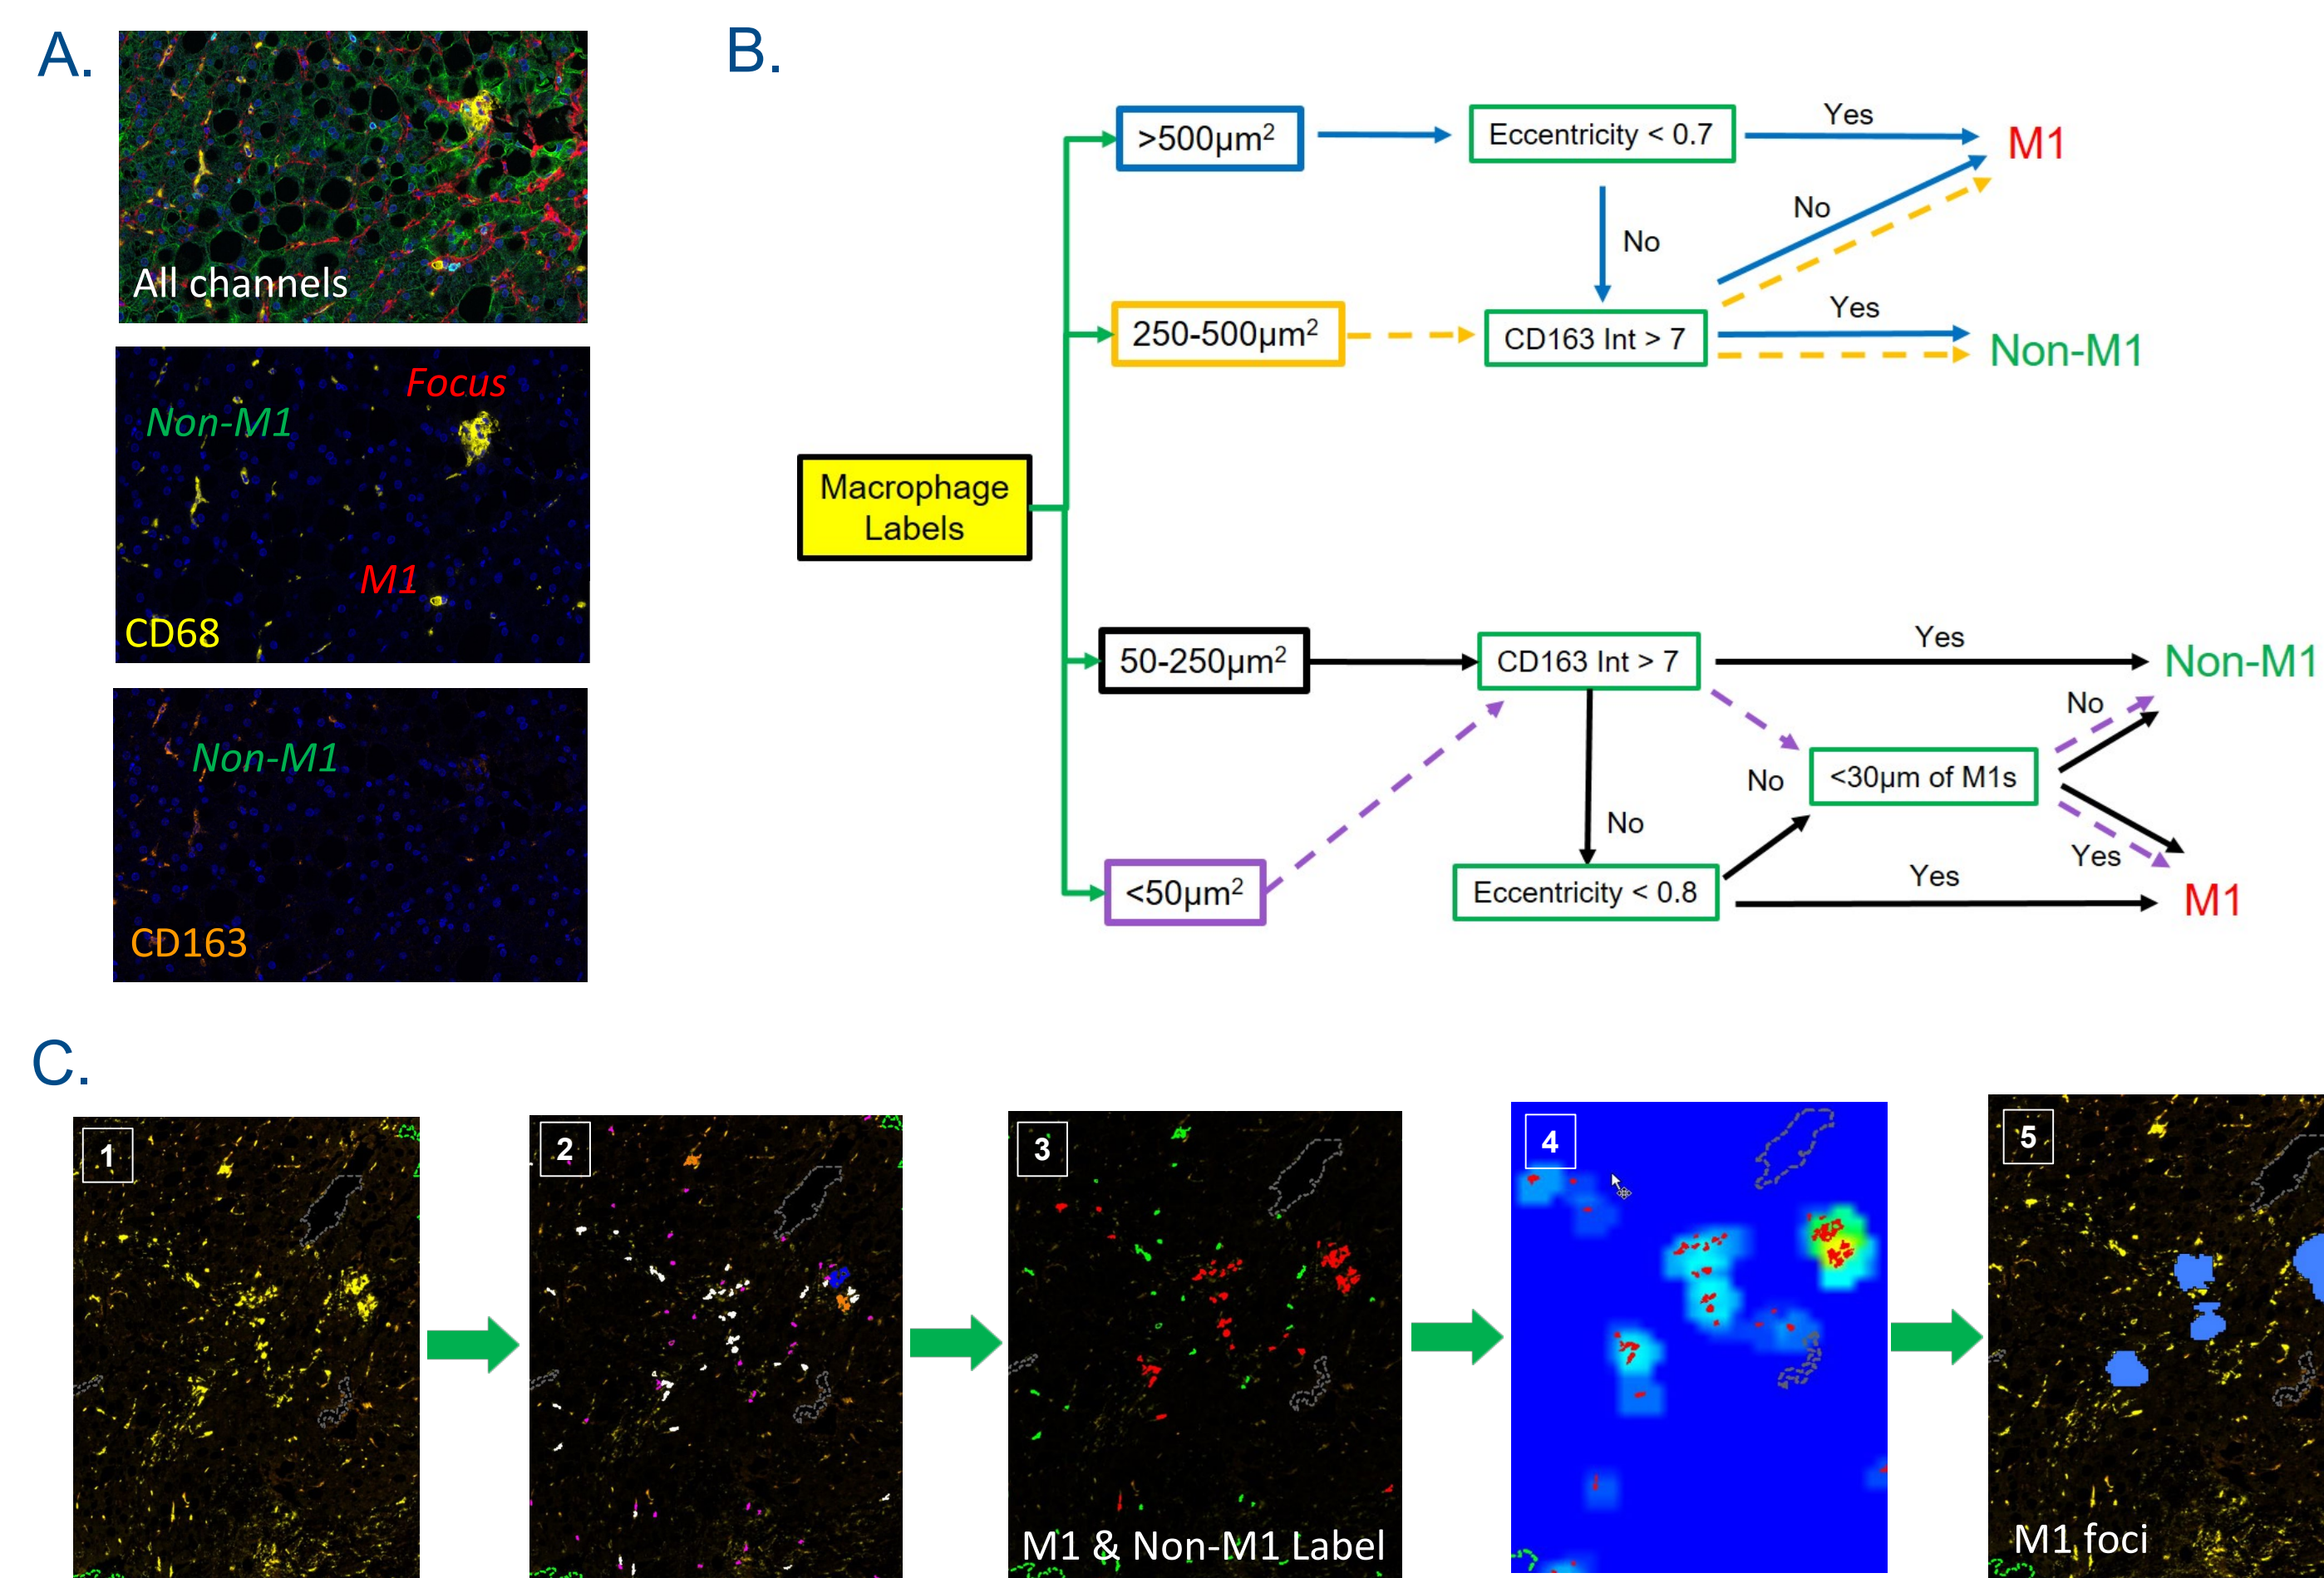 A.
All channels
Focus
Non-M1
M1
CD68
Non-M1
CD163
B.
>500µm²
Eccentricity < 0.7
Yes
M1
No
No
250-500µm²
CD163 Int > 7
Yes
Non-M1
Macrophage
Labels
50-250µm²
CD163 Int > 7
Yes
Non-M1
No
No
<30µm of M1s
No
Yes
<50µm²
Eccentricity < 0.8
Yes
M1
C.
1
2
3
M1 & Non-M1 Label
4
5
M1 foci